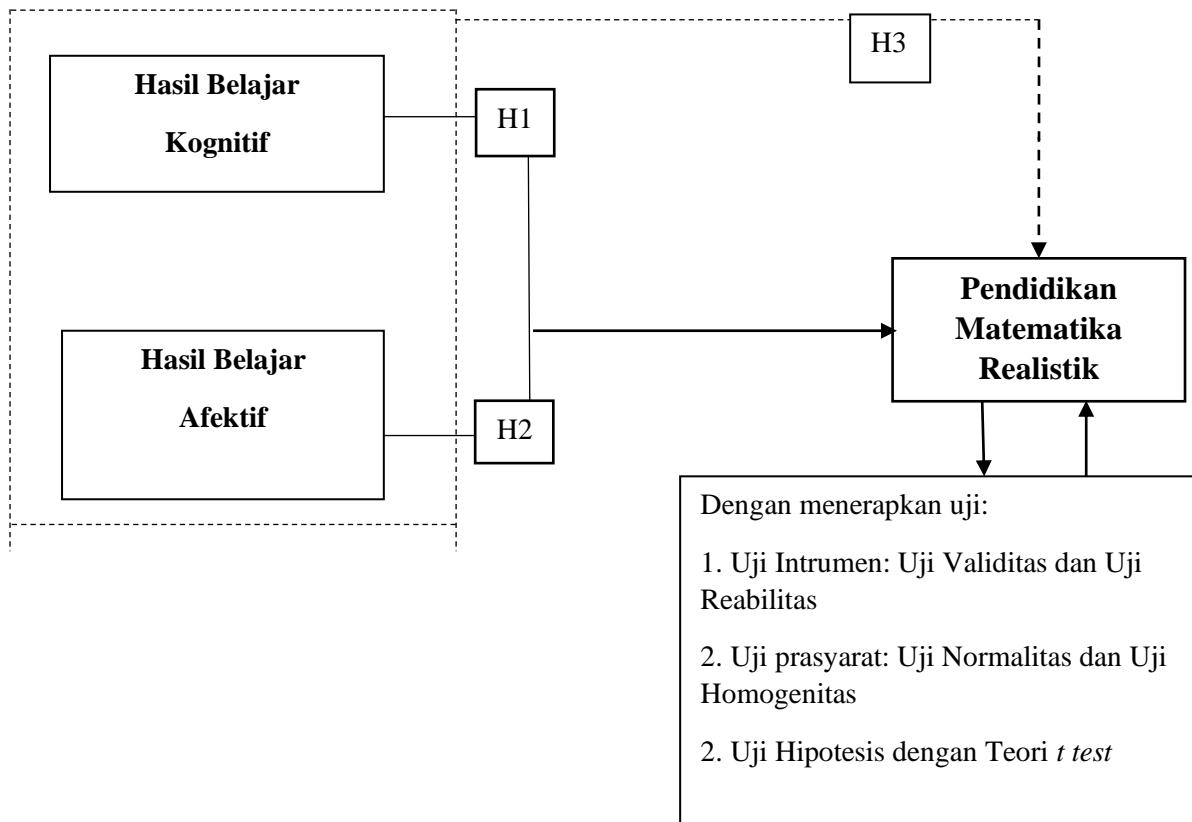 H3
Hasil Belajar
Kognitif
H1
Hasil Belajar
Afektif
H2
Pendidikan
Matematika
Realistik
Dengan menerapkan uji:
1. Uji Intrumen: Uji Validitas dan Uji
Reabilitas
2. Uji prasyarat: Uji Normalitas dan Uji
Homogenitas
2. Uji Hipotesis dengan Teori t test